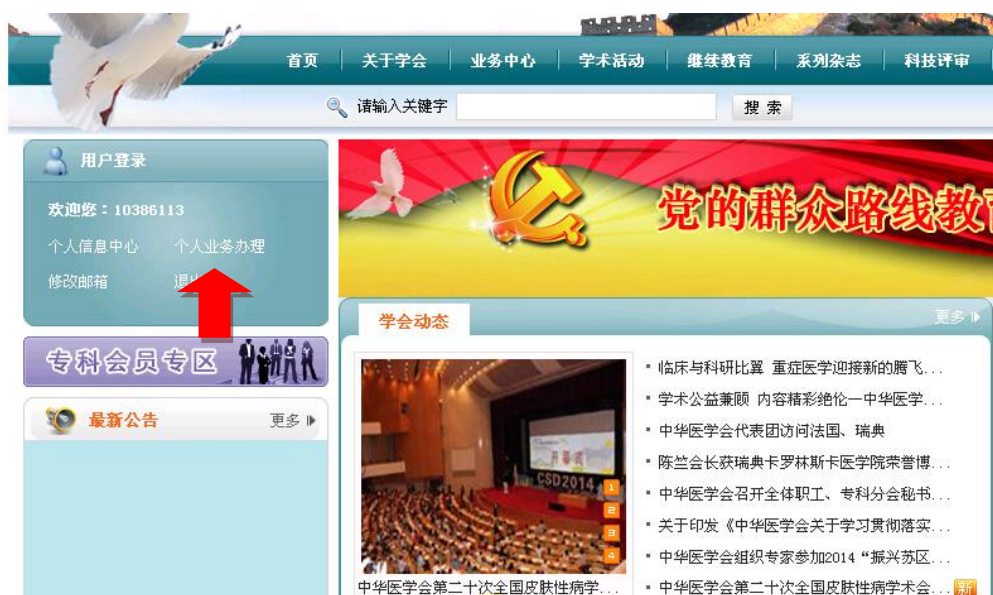 首页 关于学会 业务中心 学术活动 继续教育 系列杂志 科技评审
请输入关键字 搜 索
用户登录
欢迎您：10386113
个人信息中心 个人业务办理
修改邮箱
党的群众路线教
专科会员专区
最新公告 更多
学会动态 更多
开幕式
CSD2014
1
2
3
4
中华医学会第二十次全国皮肤性病学...
临床与科研比翼 重症医学迎接新的腾飞...
学术公益兼顾 内容精彩绝伦—中华医学...
中华医学会代表团访问法国、瑞典
陈竺会长获瑞典卡罗林斯卡医学院荣誉博...
中华医学会召开全体职工、专科分会秘书...
关于印发《中华医学会关于学习贯彻落实...
中华医学会组织专家参加2014“振兴苏区...
中华医学会第二十次全国皮肤性病学术会... 新